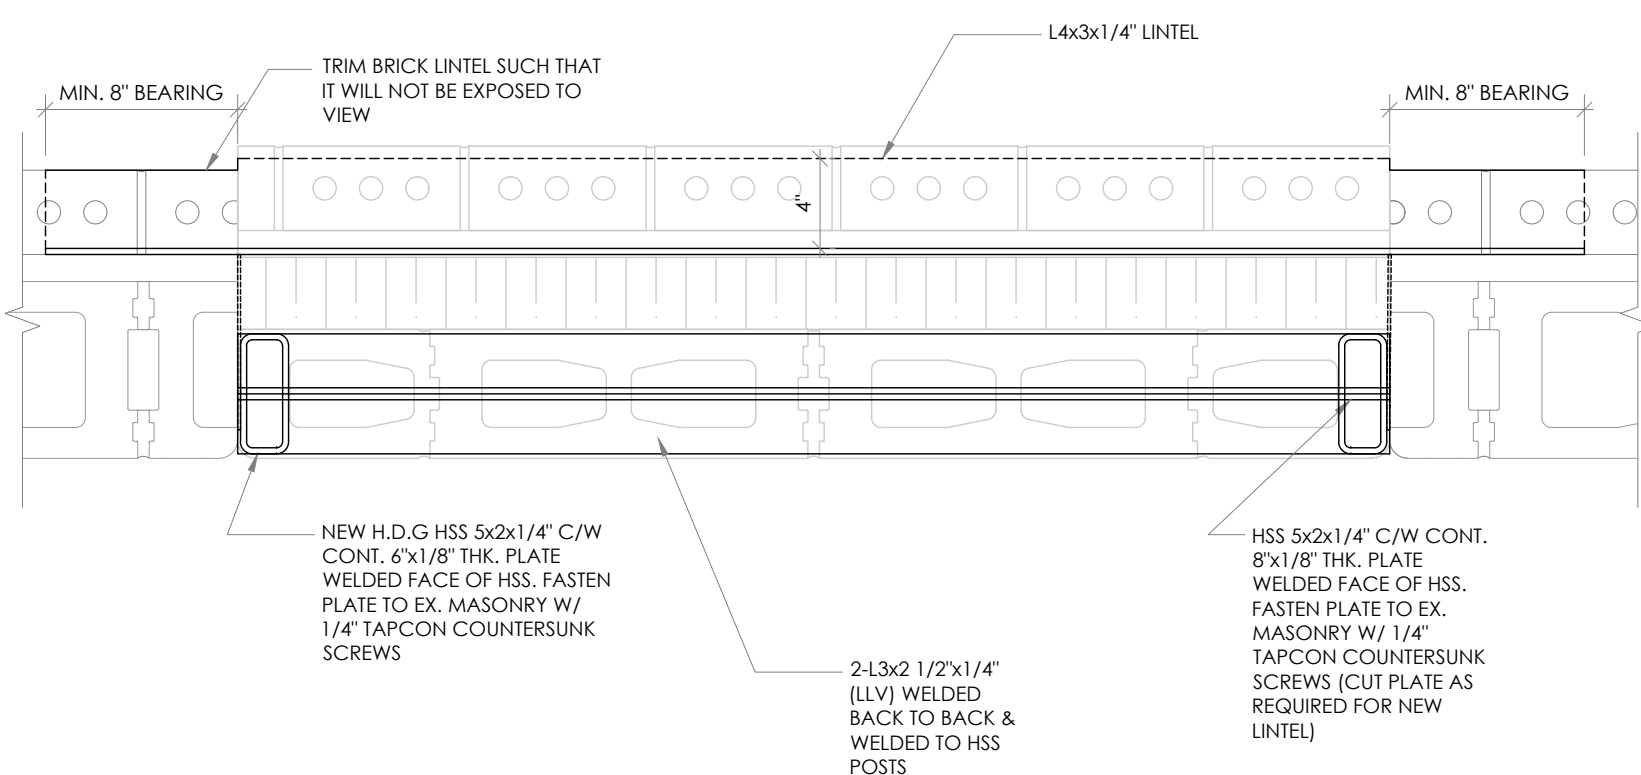 L4x3x1/4" LINTEL
TRIM BRICK LINTEL SUCH THAT
IT WILL NOT BE EXPOSED TO
VIEW
MIN. 8" BEARING
MIN. 8" BEARING
4"
NEW H.D.G HSS 5x2x1/4" C/W
CONT. 6"x1/8" THK. PLATE
WELDED FACE OF HSS. FASTEN
PLATE TO EX. MASONRY W/
1/4" TAPCON COUNTERSUNK
SCREWS
2-L3x2 1/2"x1/4"
(LLV) WELDED
BACK TO BACK &
WELDED TO HSS
POSTS
HSS 5x2x1/4" C/W CONT.
8"x1/8" THK. PLATE
WELDED FACE OF HSS.
FASTEN PLATE TO EX.
MASONRY W/ 1/4"
TAPCON COUNTERSUNK
SCREWS (CUT PLATE AS
REQUIRED FOR NEW
LINTEL)